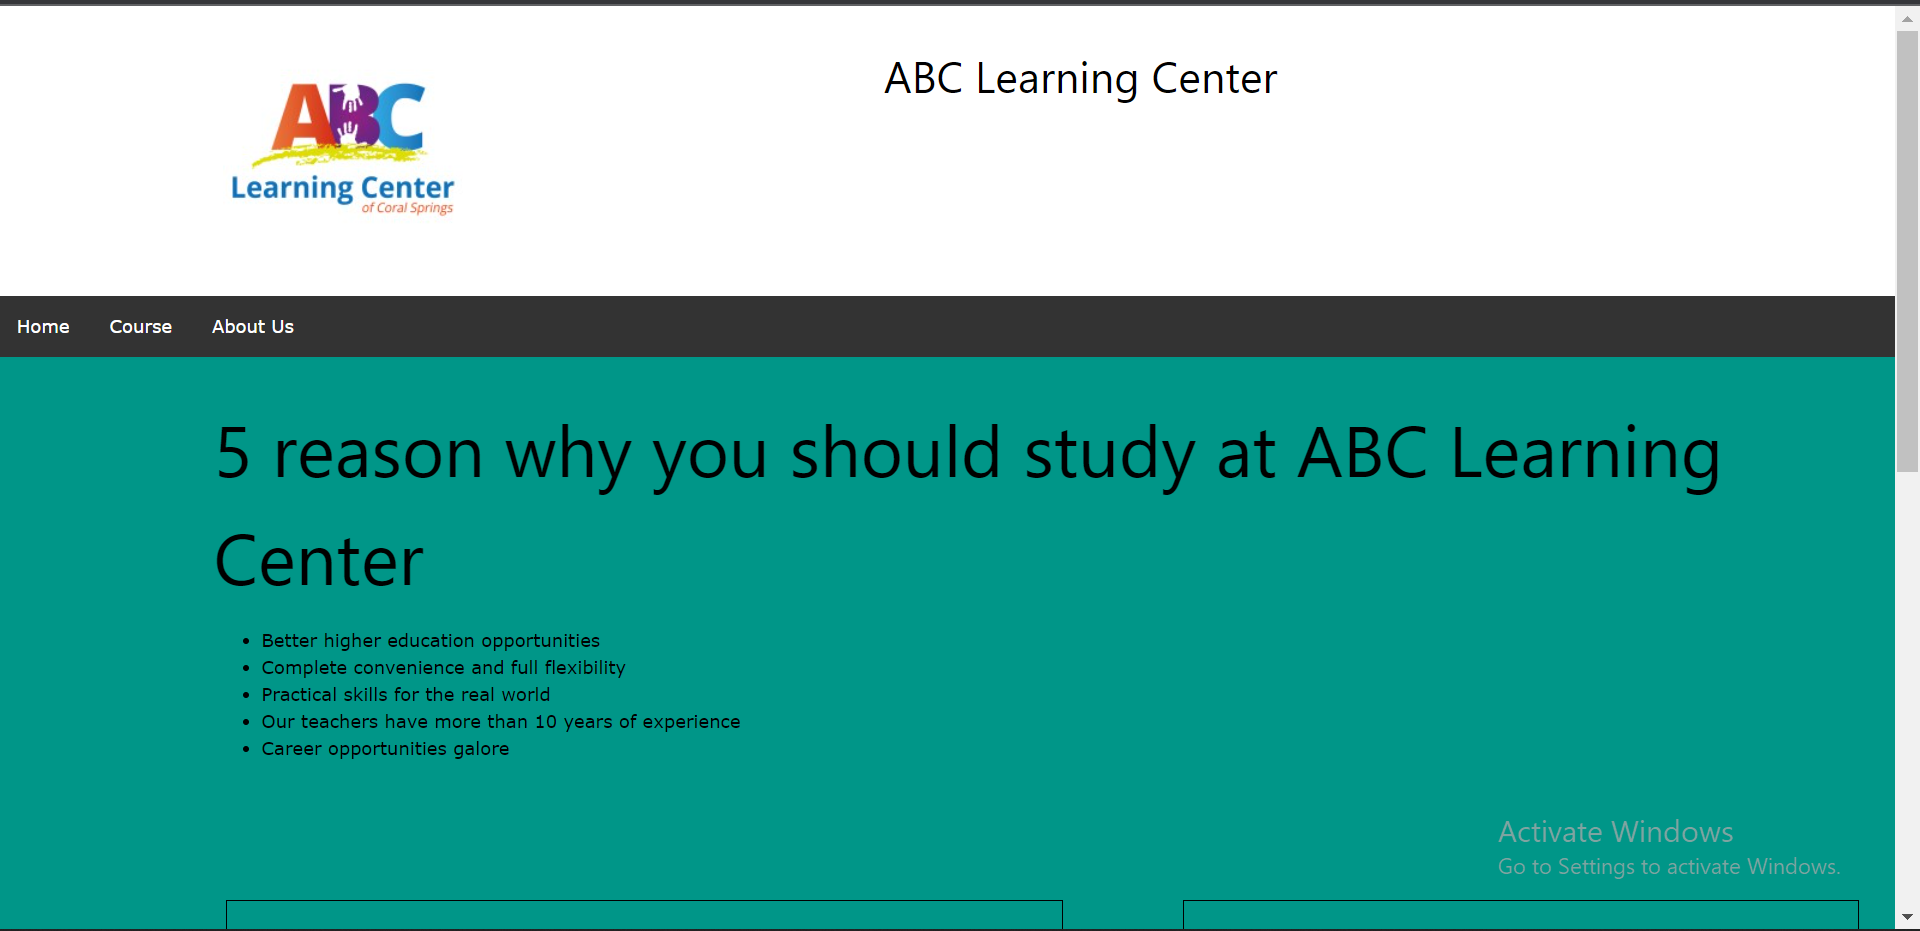 ABC Learning Center
ABC
Learning Center
of Coral Springs
Home Course About Us
5 reason why you should study at ABC Learning
Center
Better higher education opportunities
Complete convenience and full flexibility
Practical skills for the real world
Our teachers have more than 10 years of experience
Career opportunities galore
Activate Windows
Go to Settings to activate Windows.